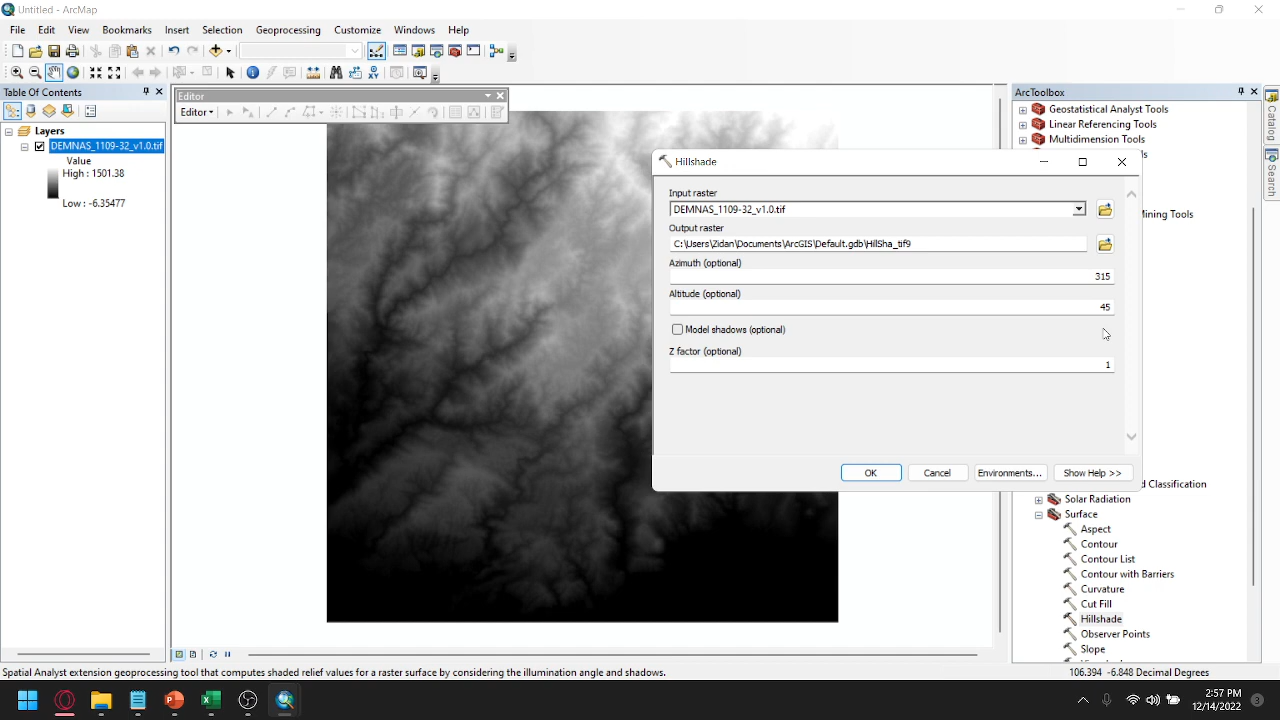 Untitled - ArcMap
File Edit View Bookmarks Insert Selection Geoprocessing Customize Windows Help
Table Of Contents
Layers
DEMNAS_1109-32_v1.0.tif
Value
High : 1501.38
Low : -6.35477
Editor
Editor
Hillshade
Input raster
DEMNAS_1109-32_v1.0.tif
Output raster
C:\Users\Zidan\Documents\ArcGIS\Default.gdb\HillSha_tif9
Azimuth (optional)
315
Altitude (optional)
45
Model shadows (optional)
Z factor (optional)
1
OK Cancel Environments... Show Help >>
ArcToolbox
Geostatistical Analyst Tools
Linear Referencing Tools
Multidimension Tools
ining Tools
d Classification
Solar Radiation
Surface
Aspect
Contour
Contour List
Contour with Barriers
Curvature
Cut Fill
Hillshade
Observer Points
Slope
Catalog
Search
Spatial Analyst extension geoprocessing tool that computes shaded relief values for a raster surface by considering the illumination angle and shadows.
106.394 -6.848 Decimal Degrees
2:57 PM
12/14/2022
3